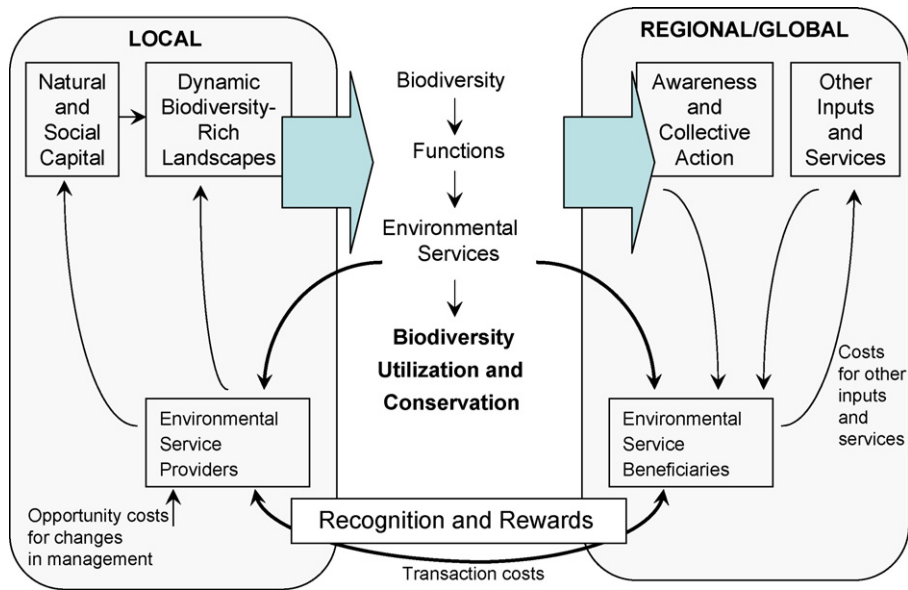 LOCAL
Natural
and
Social
Capital
Dynamic
Biodiversity-
Rich
Landscapes
Environmental
Service
Providers
Opportunity costs
for changes
in management
Biodiversity
Functions
Environmental
Services
Biodiversity
Utilization and
Conservation
Recognition and Rewards
Transaction costs
REGIONAL/GLOBAL
Awareness
and
Collective
Action
Other
Inputs
and
Services
Costs
for other
inputs
and
services
Environmental
Service
Beneficiaries